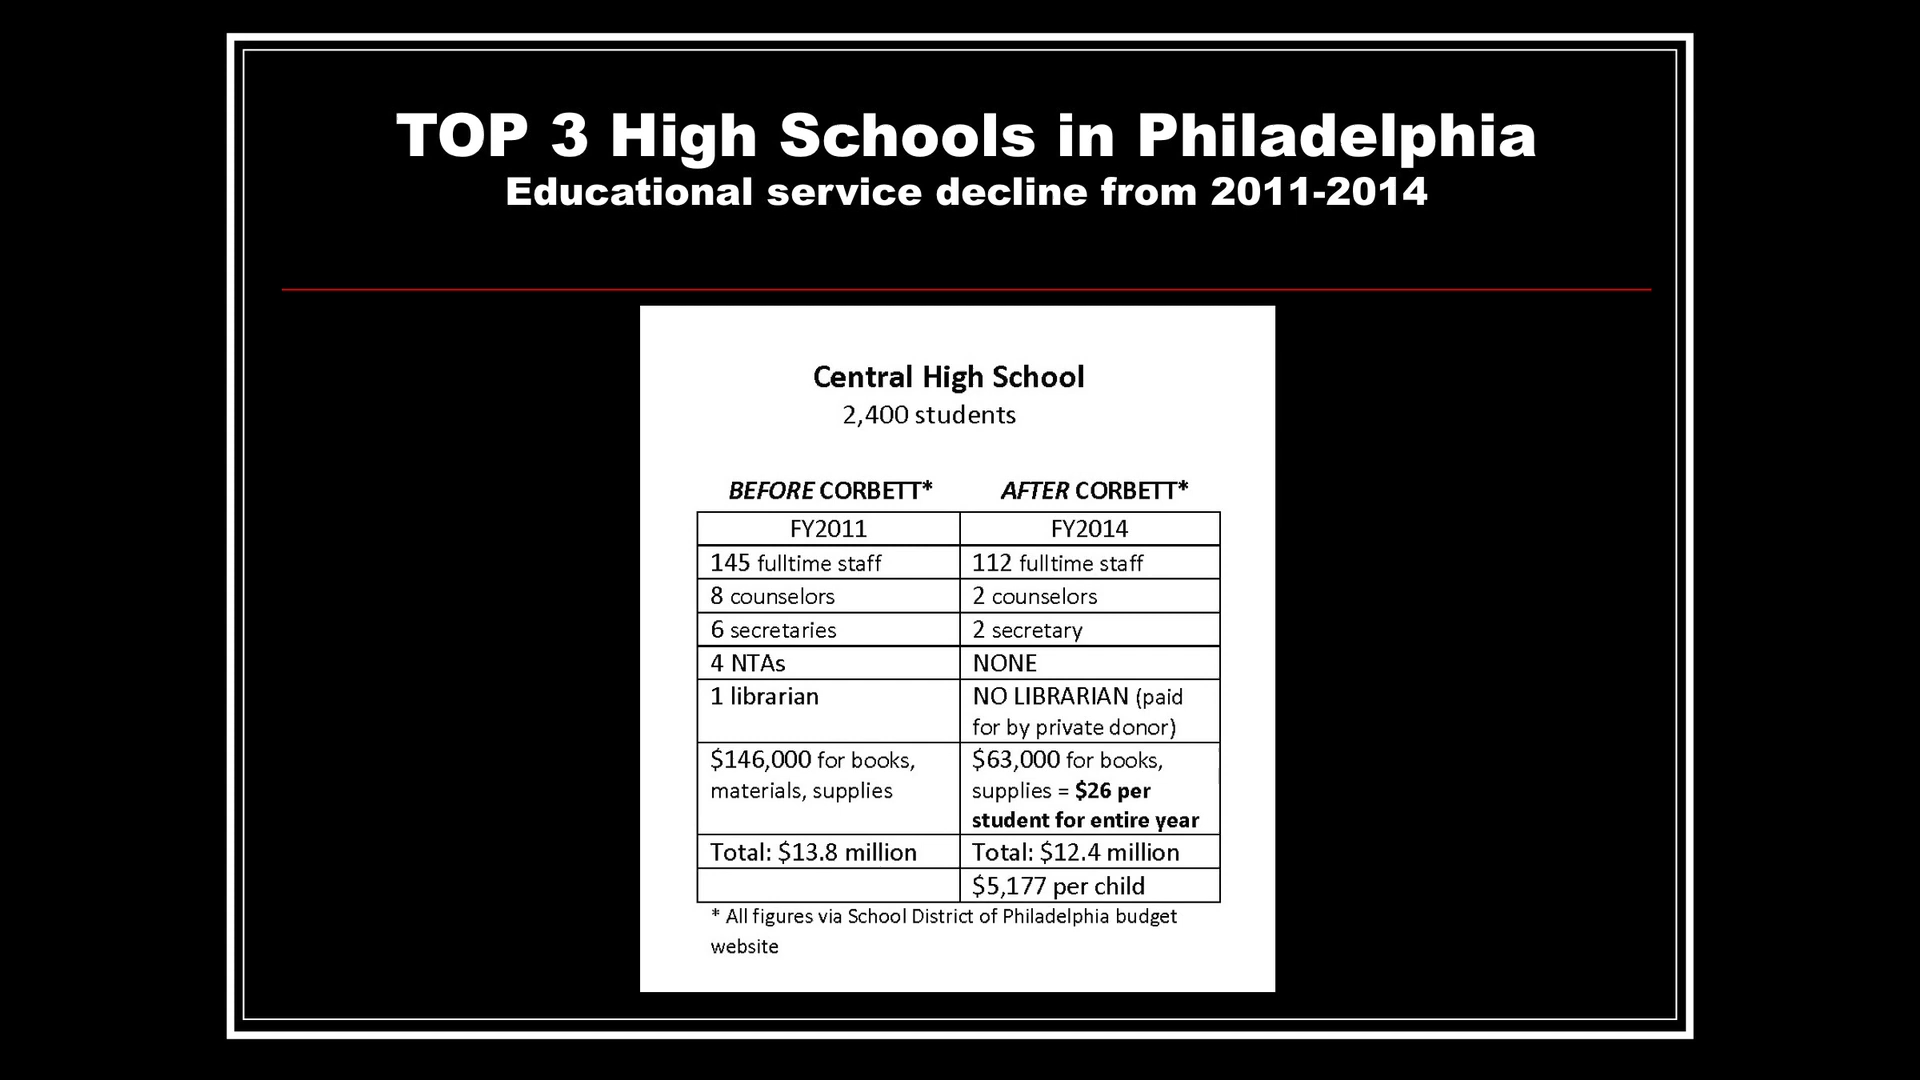 TOP 3 High Schools in Philadelphia
Educational service decline from 2011-2014
Central High School
2,400 students
BEFORE CORBETT* AFTER CORBETT*
FY2011 FY2014
145 fulltime staff 112 fulltime staff
8 counselors 2 counselors
6 secretaries 2 secretary
4 NTAs NONE
1 librarian NO LIBRARIAN (paid
for by private donor)
$146,000 for books, $63,000 for books,
materials, supplies supplies = $26 per
student for entire year
Total: $13.8 million Total: $12.4 million
$5,177 per child
* All figures via School District of Philadelphia budget
website